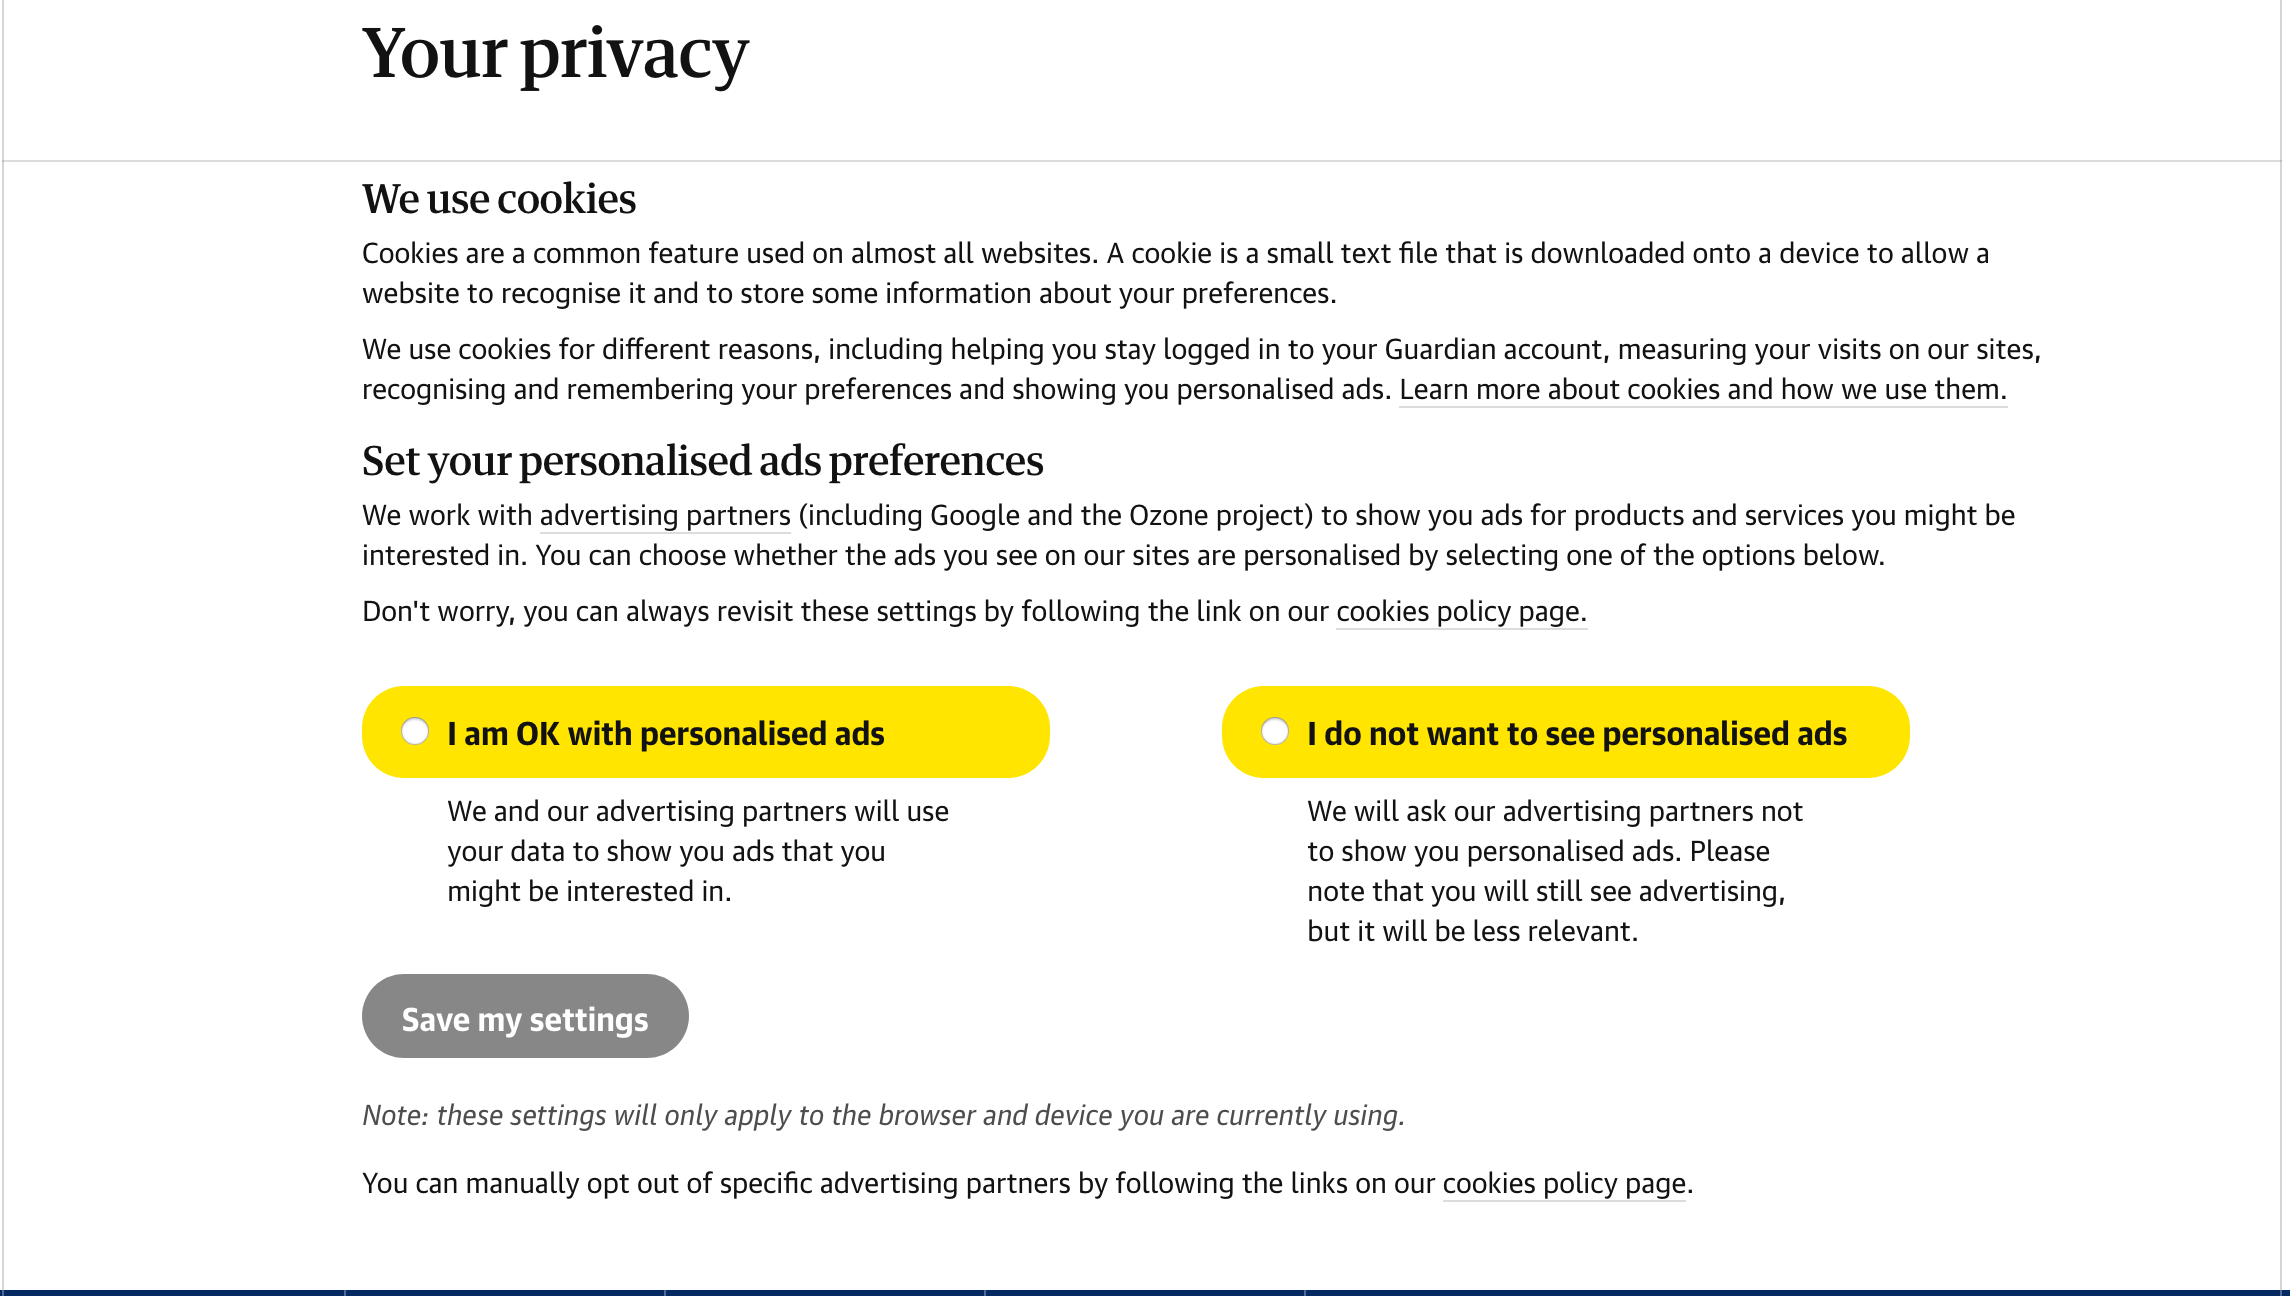 Your privacy
We use cookies
Cookies are a common feature used on almost all websites. A cookie is a small text file that is downloaded onto a device to allow a
website to recognise it and to store some information about your preferences.
We use cookies for different reasons, including helping you stay logged in to your Guardian account, measuring your visits on our sites,
recognising and remembering your preferences and showing you personalised ads. Learn more about cookies and how we use them.
Set your personalised ads preferences
We work with advertising partners (including Google and the Ozone project) to show you ads for products and services you might be
interested in. You can choose whether the ads you see on our sites are personalised by selecting one of the options below.
Don't worry, you can always revisit these settings by following the link on our cookies policy page.
I am OK with personalised ads
We and our advertising partners will use
your data to show you ads that you
might be interested in.
I do not want to see personalised ads
We will ask our advertising partners not
to show you personalised ads. Please
note that you will still see advertising,
but it will be less relevant.
Save my settings
Note: these settings will only apply to the browser and device you are currently using.
You can manually opt out of specific advertising partners by following the links on our cookies policy page.